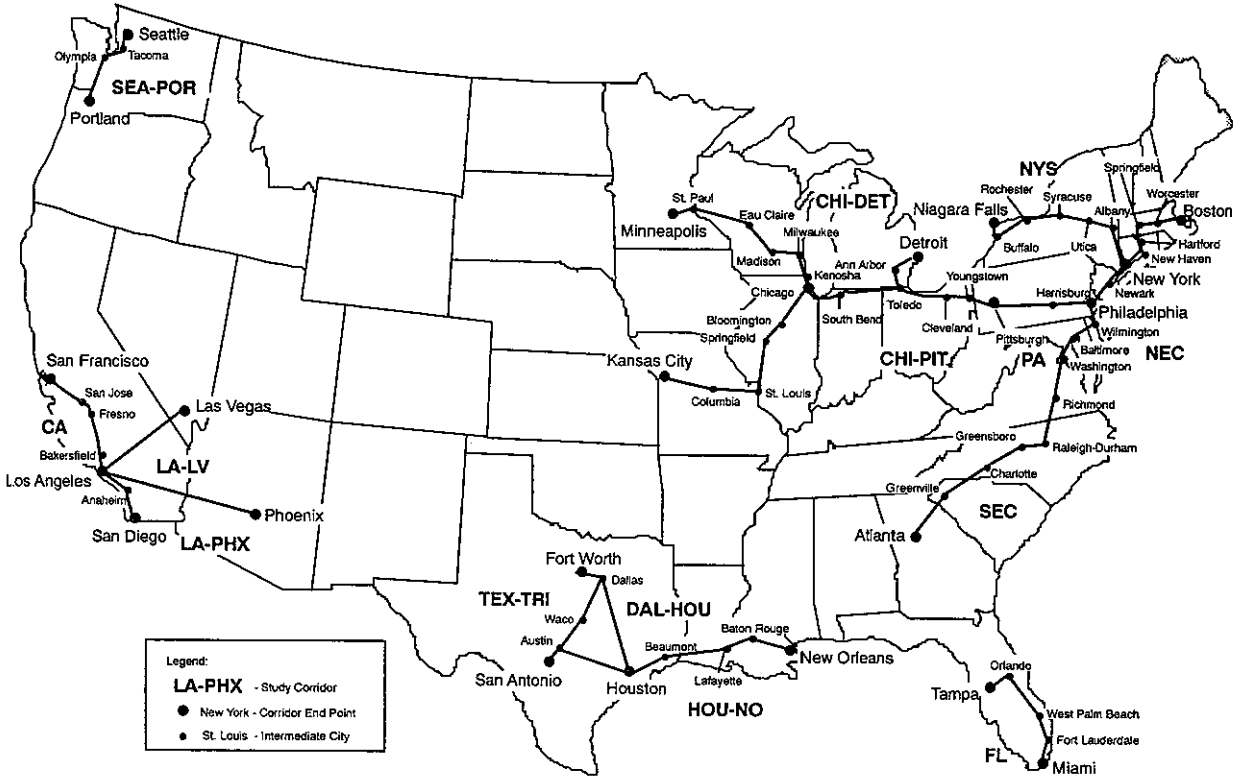 Seattle
Olympia
Tacoma
SEA-POR
Portland
San Francisco
San Jose
Fresno
CA
Las Vegas
Bakersfield
LA-LV
Los Angeles
Anaheim
San Diego
Phoenix
LA-PHX
Fort Worth
Dallas
TEX-TRI
DAL-HOU
Waco
Austin
San Antonio
Houston
Beaumont
Baton Rouge
Lafayette
New Orleans
HOU-NO
St. Paul
Minneapolis
Eau Claire
Milwaukee
Madison
Kenosha
Chicago
CHI-DET
Detroit
Ann Arbor
Bloomington
Springfield
South Bend
Toledo
Kansas City
Columbia
St. Louis
CHI-PIT
Cleveland
Youngstown
Pittsburgh
PA
Harrisburg
NYS
Rochester
Syracuse
Niagara Falls
Buffalo
Utica
Albany
Springfield
Worcester
Boston
Hartford
New Haven
New York
Newark
Philadelphia
Wilmington
Baltimore
NEC
Washington
Richmond
Greensboro
Raleigh-Durham
Charlotte
Greenville
SEC
Atlanta
Orlando
Tampa
West Palm Beach
Fort Lauderdale
FL
Miami
Legend:
LA-PHX - Study Corridor
New York - Corridor End Point
St. Louis - Intermediate City